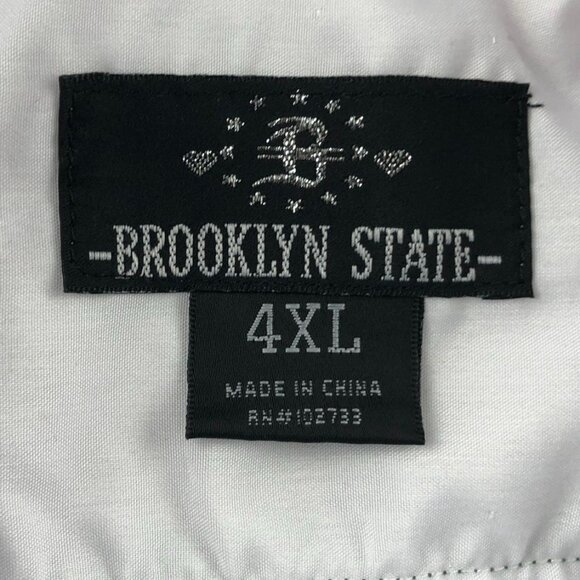 B
-BROOKLYN STATE-
4XL
MADE IN CHINA
RN#102733